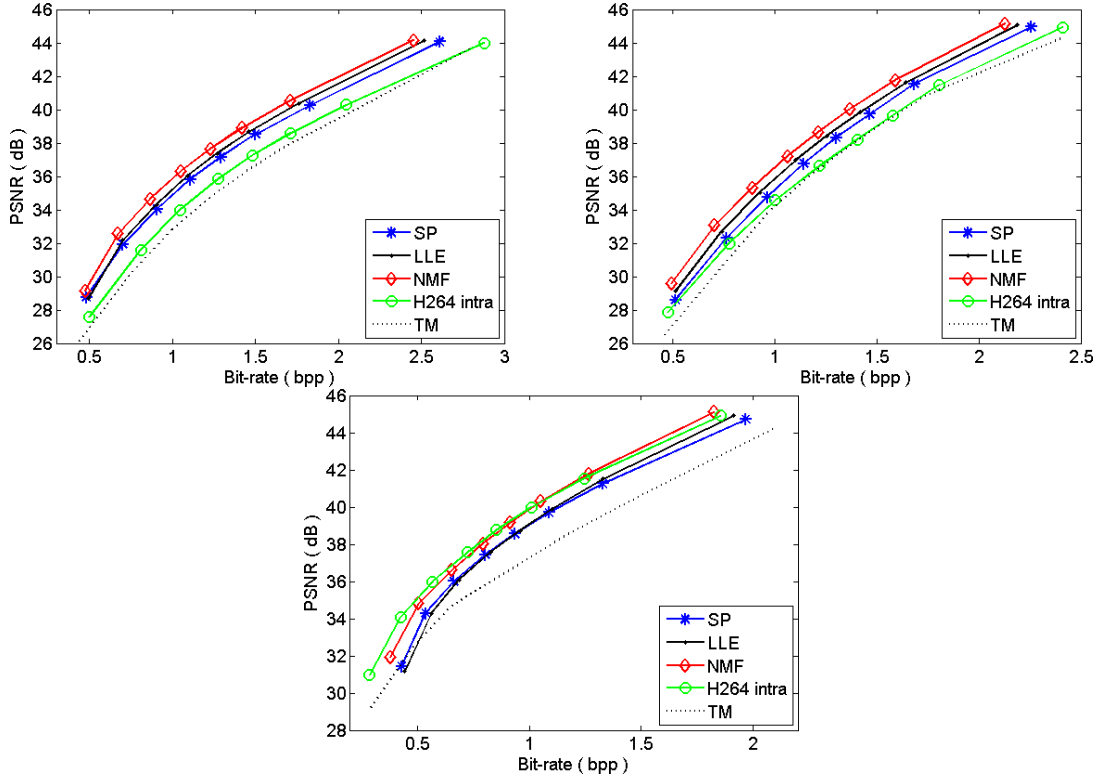 46
44
42
40
38
36
34
32
30
28
26
PSNR ( dB )
0.5 1 1.5 2 2.5 3
Bit-rate ( bpp )
SP
LLE
NMF
H264 intra
TM
46
44
42
40
38
36
34
32
30
28
26
PSNR ( dB )
0.5 1 1.5 2 2.5
Bit-rate ( bpp )
SP
LLE
NMF
H264 intra
TM
46
44
42
40
38
36
34
32
30
28
PSNR ( dB )
0.5 1 1.5 2
Bit-rate ( bpp )
SP
LLE
NMF
H264 intra
TM